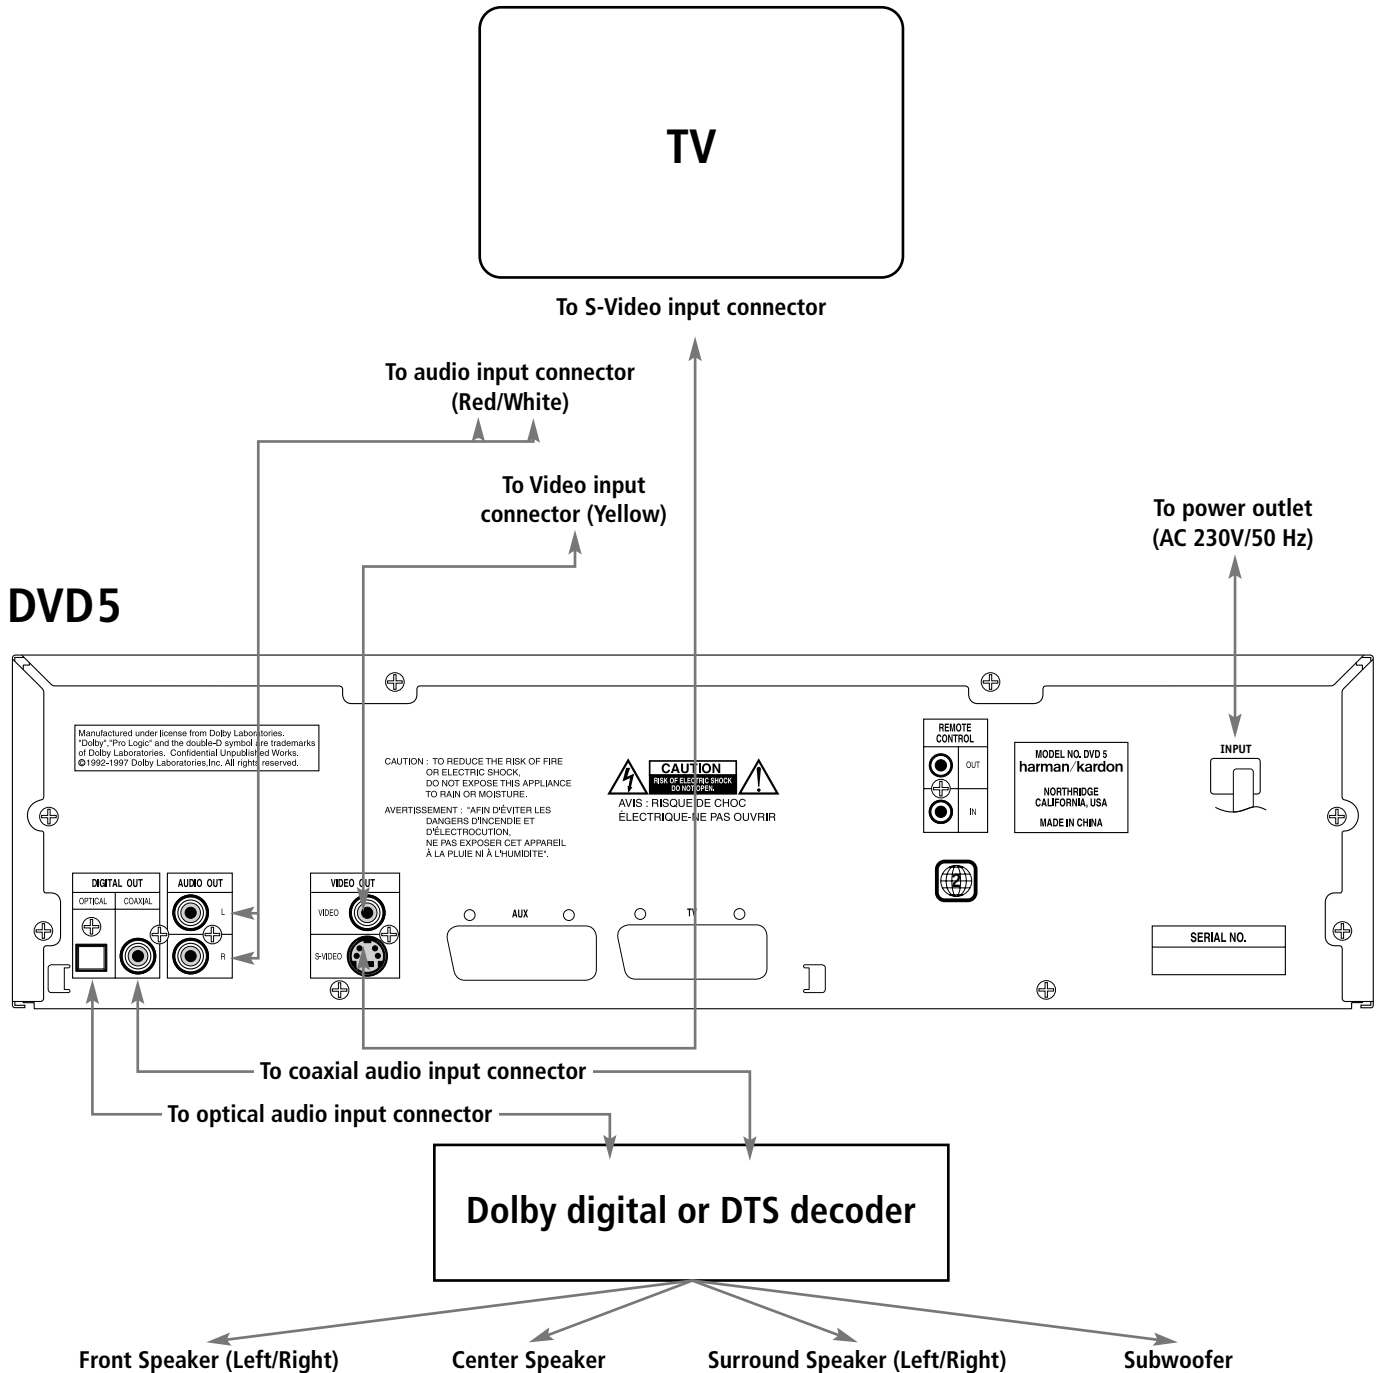 TV
To S-Video input connector
To audio input connector
(Red/White)
To Video input
connector (Yellow)
To power outlet
(AC 230V/50 Hz)
DVD5
Manufactured under license from Dolby Laboratories.
"Dolby","Pro Logic" and the double-D symbol are trademarks
of Dolby Laboratories. Confidential Unpublished Works.
©1992-1997 Dolby Laboratories,Inc. All rights reserved.
CAUTION : TO REDUCE THE RISK OF FIRE
OR ELECTRIC SHOCK,
DO NOT EXPOSE THIS APPLIANCE
TO RAIN OR MOISTURE.
AVERTISSEMENT : "AFIN D'ÉVITER LES
DANGERS D'INCENDIE ET
D'ÉLECTROCUTION,
NE PAS EXPOSER CET APPAREIL
À LA PLUIE NI À L'HUMIDITE".
CAUTION
RISK OF ELECTRIC SHOCK
DO NOT OPEN.
AVIS : RISQUE DE CHOC
ÉLECTRIQUE-NE PAS OUVRIR
REMOTE
CONTROL
OUT
IN
MODEL NO. DVD 5
harman/kardon
NORTHRIDGE
CALIFORNIA, USA
MADE IN CHINA
INPUT
2
DIGITAL OUT
OPTICAL
COAXIAL
AUDIO OUT
L
R
VIDEO OUT
VIDEO
S-VIDEO
AUX
TV
SERIAL NO.
To coaxial audio input connector
To optical audio input connector
Dolby digital or DTS decoder
Front Speaker (Left/Right)
Center Speaker
Surround Speaker (Left/Right)
Subwoofer